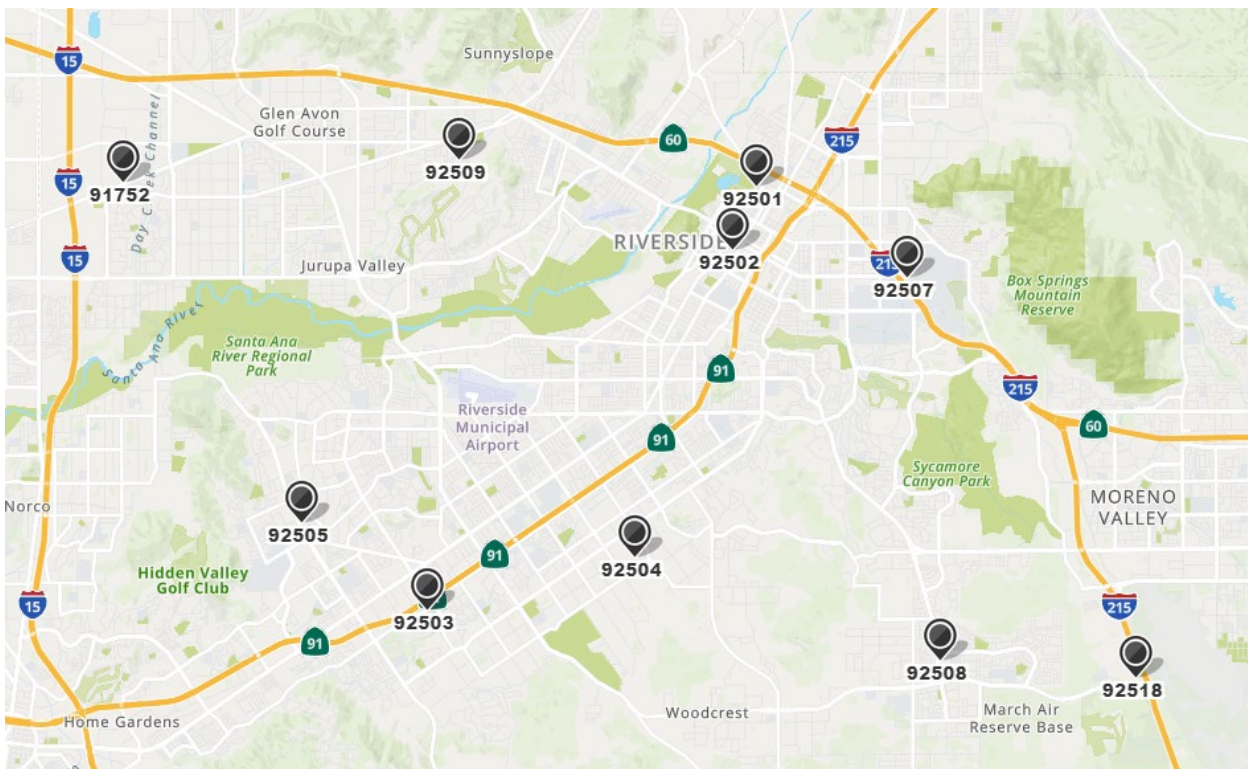 Sunnyslope
15
Glen Avon
Golf Course
60
215
92509
91752
15
Day Creek Channel
92501
RIVERSIDE
92502
15
Jurupa Valley
215
92507
Box Springs
Mountain
Reserve
Santa Ana River
Santa Ana
River Regional
Park
91
215
Riverside
Municipal
Airport
60
91
Sycamore
Canyon Park
MORENO
VALLEY
Norco
92505
91
92504
Hidden Valley
Golf Club
15
92503
215
91
92508
92518
Woodcrest
March Air
Reserve Base
Home Gardens